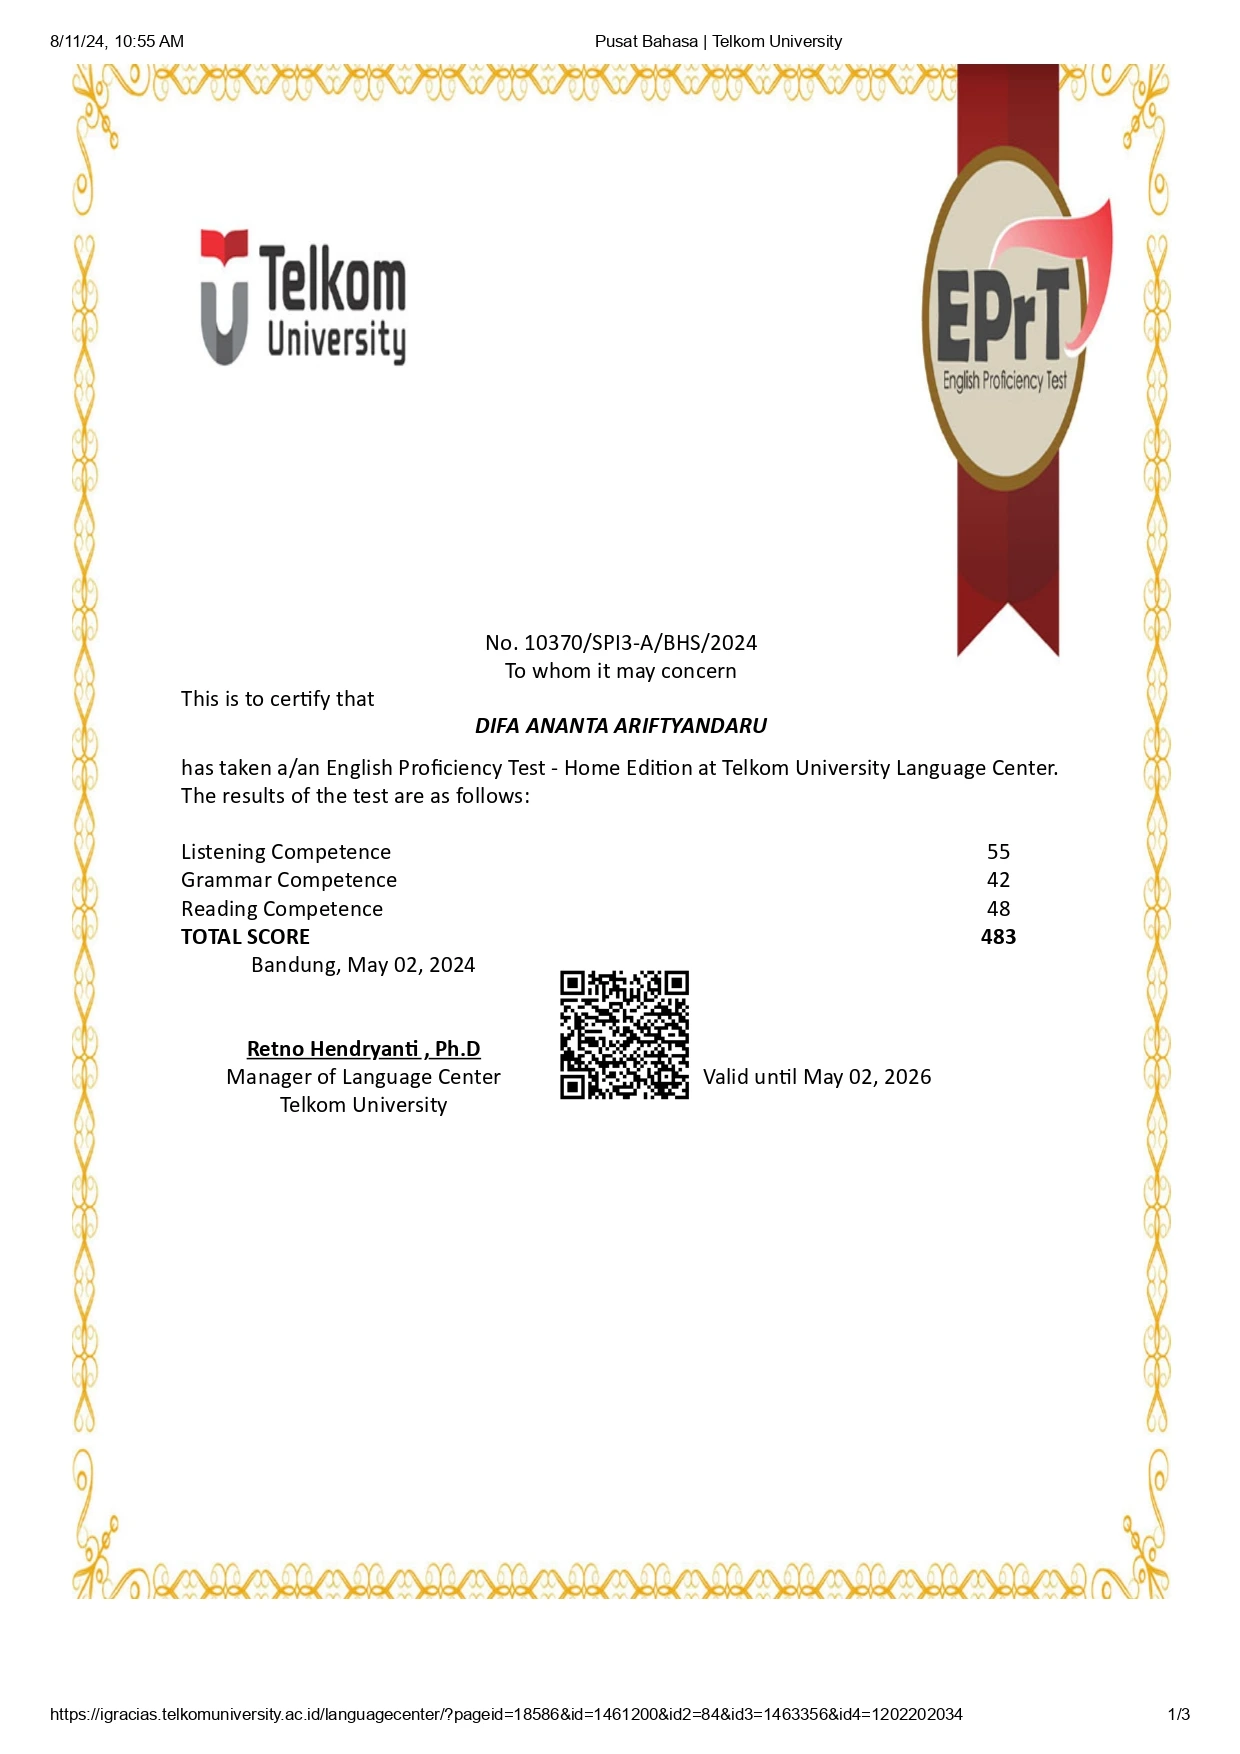 8/11/24, 10:55 AM Pusat Bahasa | Telkom University
Telkom
University
EPrT
English Proficiency Test
No. 10370/SPI3-A/BHS/2024
To whom it may concern
This is to certify that
DIFA ANANTA ARIFTYANDARU
has taken a/an English Proficiency Test - Home Edition at Telkom University Language Center.
The results of the test are as follows:
Listening Competence 55
Grammar Competence 42
Reading Competence 48
TOTAL SCORE 483
Bandung, May 02, 2024
Retno Hendryanti , Ph.D
Manager of Language Center Valid until May 02, 2026
Telkom University
https://igracias.telkomuniversity.ac.id/languagecenter/?pageid=18586&id=1461200&id2=84&id3=1463356&id4=1202202034 1/3